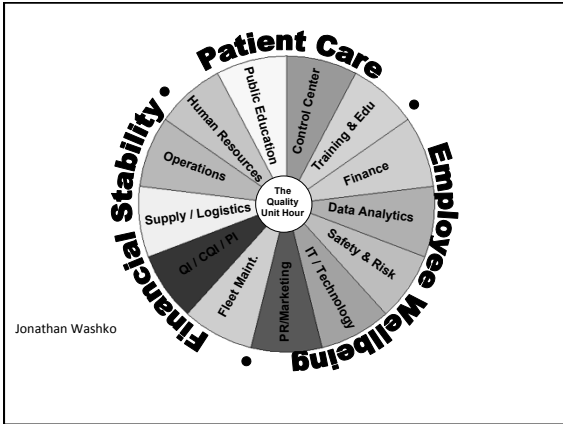 Patient Care
•
Employee Wellbeing
•
Financial Stability
•
Control Center
Training & Edu
Finance
Data Analytics
Safety & Risk
IT / Technology
PR/Marketing
Fleet Maint.
QI / CQI / PI
Supply / Logistics
Operations
Human Resources
Public Education
The
Quality
Unit Hour
Jonathan Washko